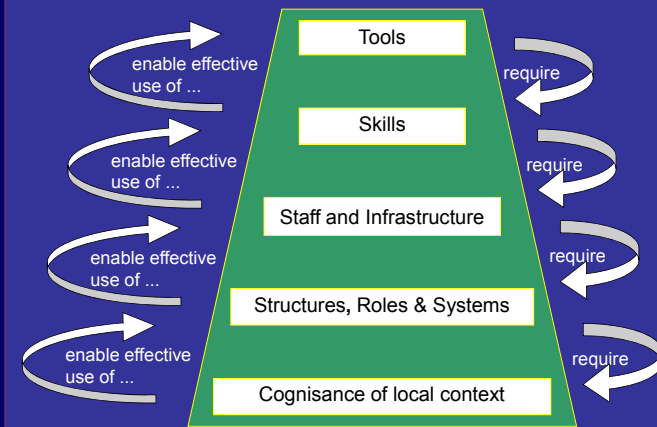 Tools
enable effective
use of ...
require
Skills
enable effective
use of ...
require
Staff and Infrastructure
enable effective
use of ...
require
Structures, Roles & Systems
enable effective
use of ...
require
Cognisance of local context